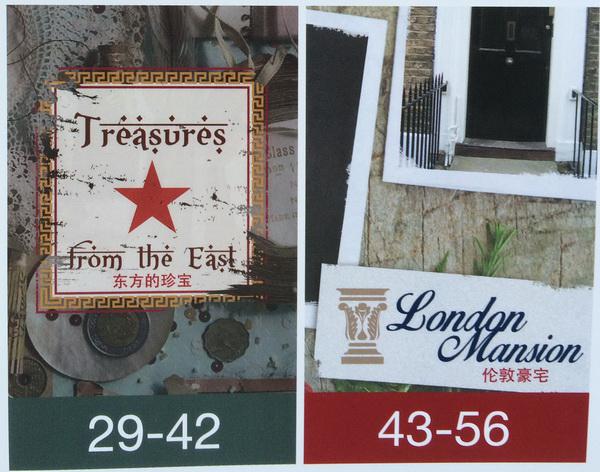 Treasures
from the East
东方的珍宝
29-42
London
Mansion
伦敦豪宅
43-56